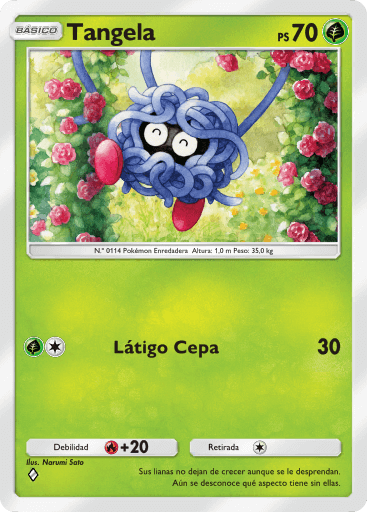 BÁSICO Tangela PS 70
N.º 0114 Pokémon Enredadera Altura: 1,0 m Peso: 35,0 kg
Látigo Cepa 30
Debilidad +20 Retirada
Ilus. Narumi Sato
Sus lianas no dejan de crecer aunque se le desprendan.
Aún se desconoce qué aspecto tiene sin ellas.